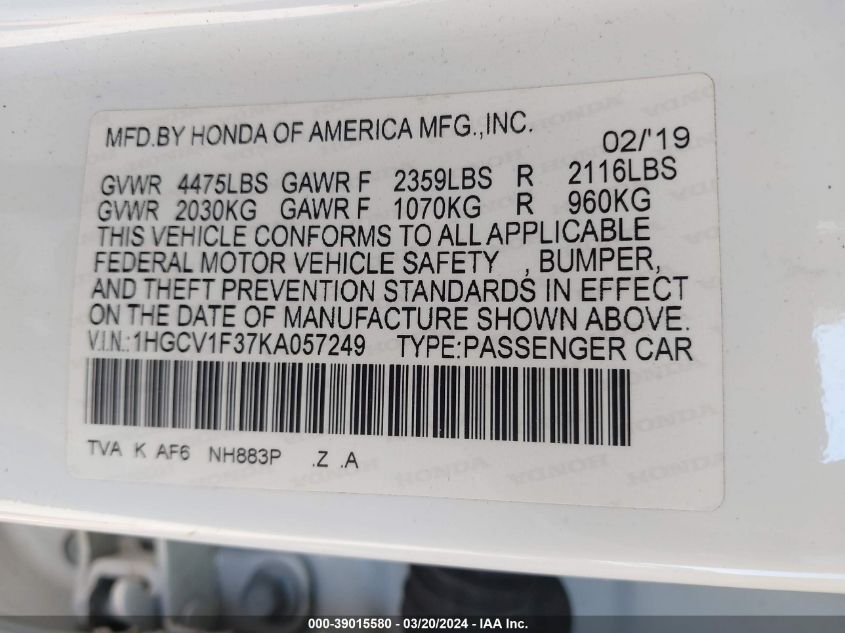 MFD.BY HONDA OF AMERICA MFG.,INC. 02/'19
GVWR 4475LBS GAWR F 2359LBS R 2116LBS
GVWR 2030KG GAWR F 1070KG R 960KG
THIS VEHICLE CONFORMS TO ALL APPLICABLE
FEDERAL MOTOR VEHICLE SAFETY , BUMPER,
AND THEFT PREVENTION STANDARDS IN EFFECT
ON THE DATE OF MANUFACTURE SHOWN ABOVE.
V.I.N.:1HGCV1F37KA057249 TYPE:PASSENGER CAR
TVA K AF6 NH883P .Z .A
000-39015580 - 03/20/2024 - IAA Inc.